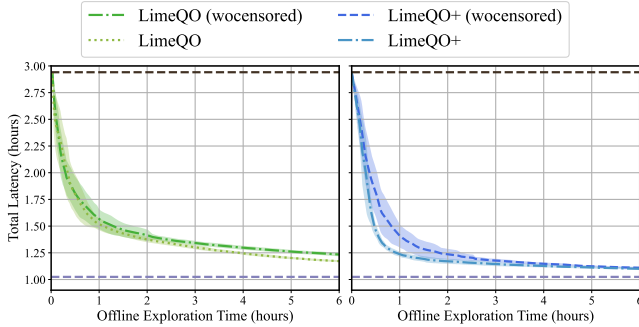 LimeQO (wocensored)
LimeQO+ (wocensored)
LimeQO
LimeQO+
Total Latency (hours)
3.00
2.75
2.50
2.25
2.00
1.75
1.50
1.25
1.00
0 1 2 3 4 5 6
0 1 2 3 4 5 6
Offline Exploration Time (hours)
Offline Exploration Time (hours)